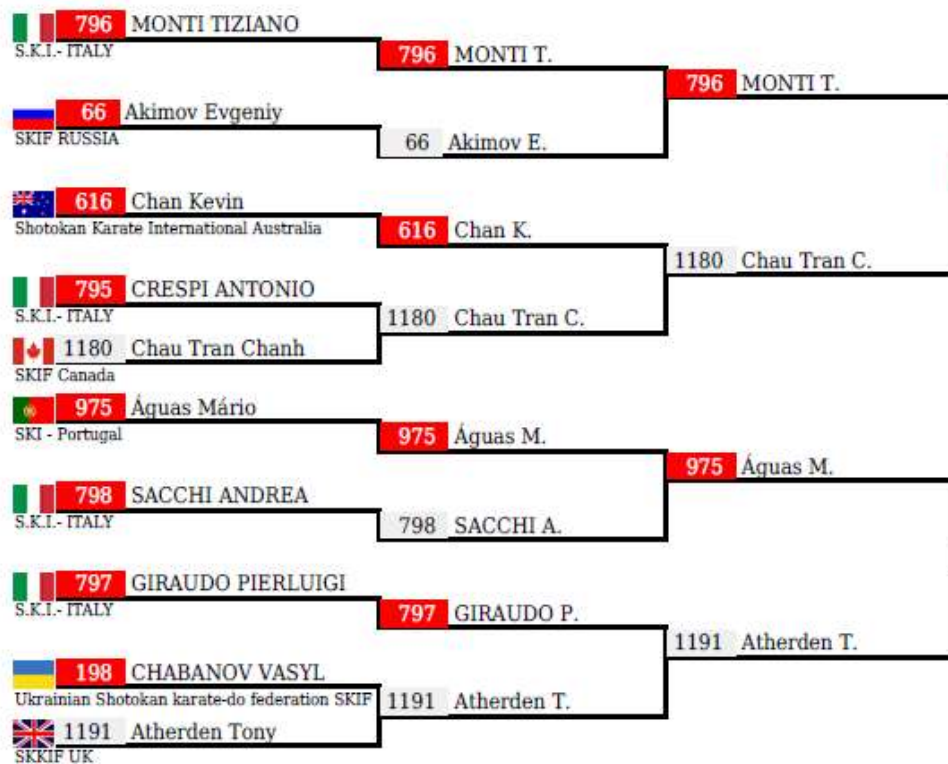 796 MONTI TIZIANO
S.K.I.- ITALY
796 MONTI T.
796 MONTI T.
66 Akimov Evgeniy
SKIF RUSSIA
66 Akimov E.
616 Chan Kevin
Shotokan Karate International Australia
616 Chan K.
1180 Chau Tran C.
795 CRESPI ANTONIO
S.K.I.- ITALY
1180 Chau Tran C.
1180 Chau Tran Chanh
SKIF Canada
975 Águas Mário
SKI - Portugal
975 Águas M.
975 Águas M.
798 SACCHI ANDREA
S.K.I.- ITALY
798 SACCHI A.
797 GIRAUDO PIERLUIGI
S.K.I.- ITALY
797 GIRAUDO P.
1191 Atherden T.
198 CHABANOV VASYL
Ukrainian Shotokan karate-do federation SKIF
1191 Atherden T.
1191 Atherden Tony
SKKIF UK